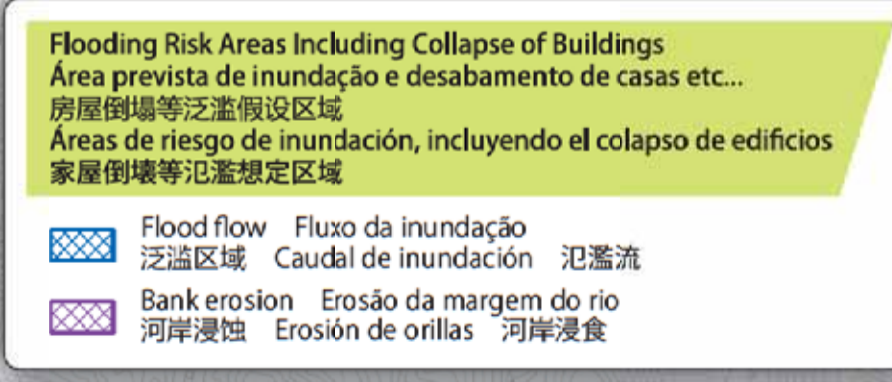 Flooding Risk Areas Including Collapse of Buildings
Área prevista de inundação e desabamento de casas etc...
房屋倒塌等泛滥假设区域
Áreas de riesgo de inundación, incluyendo el colapso de edificios
家屋倒壊等氾濫想定区域
Flood flow Fluxo da inundação
泛滥区域 Caudal de inundación 氾濫流
Bank erosion Erosão da margem do rio
河岸浸蚀 Erosión de orillas 河岸浸食